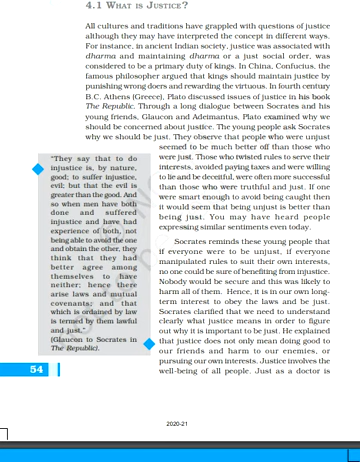 4.1 WHAT IS JUSTICE?
All cultures and traditions have grappled with questions of justice
although they may have interpreted the concept in different ways.
For instance, in ancient Indian society, justice was associated with
dharma and maintaining dharma or a just social order, was
considered to be a primary duty of kings. In China, Confucius, the
famous philosopher argued that kings should maintain justice by
punishing wrong doers and rewarding the virtuous. In fourth century
B.C. Athens (Greece), Plato discussed issues of justice in his book
The Republic. Through a long dialogue between Socrates and his
young friends, Glaucon and Adeimantus, Plato examined why we
should be concerned about justice. The young people ask Socrates
why we should be just. They observe that people who were unjust
seemed to be much better off than those who
were just. Those who twisted rules to serve their
interests, avoided paying taxes and were willing
to lie and be deceitful, were often more successful
than those who were truthful and just. If one
were smart enough to avoid being caught then
it would seem that being unjust is better than
being just. You may have heard people
expressing similar sentiments even today.
Socrates reminds these young people that
if everyone were to be unjust, if everyone
manipulated rules to suit their own interests,
no one could be sure of benefiting from injustice.
Nobody would be secure and this was likely to
harm all of them. Hence, it is in our own long-
term interest to obey the laws and be just.
Socrates clarified that we need to understand
clearly what justice means in order to figure
out why it is important to be just. He explained
that justice does not only mean doing good to
our friends and harm to our enemies, or
pursuing our own interests. Justice involves the
well-being of all people. Just as a doctor is
"They say that to do
injustice is, by nature,
good; to suffer injustice,
evil; but that the evil is
greater than the good. And
so when men have both
done and suffered
injustice and have had
experience of both, not
being able to avoid the one
and obtain the other, they
think that they had
better agree among
themselves to have
neither; hence there
arise laws and mutual
covenants; and that
which is ordained by law
is termed by them lawful
and just."
(Glaucon to Socrates in
The Republic).
54
2020-21